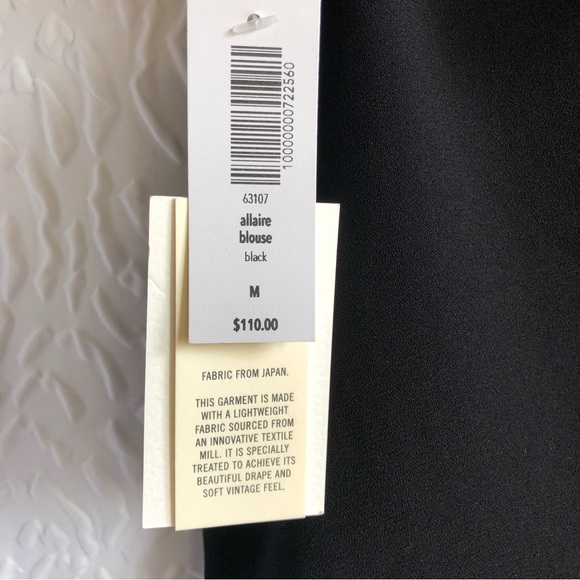 10000000722560
63107
allaire
blouse
black
M
$110.00
FABRIC FROM JAPAN.
THIS GARMENT IS MADE
WITH A LIGHTWEIGHT
FABRIC SOURCED FROM
AN INNOVATIVE TEXTILE
MILL. IT IS SPECIALLY
TREATED TO ACHIEVE ITS
BEAUTIFUL DRAPE AND
SOFT VINTAGE FEEL.